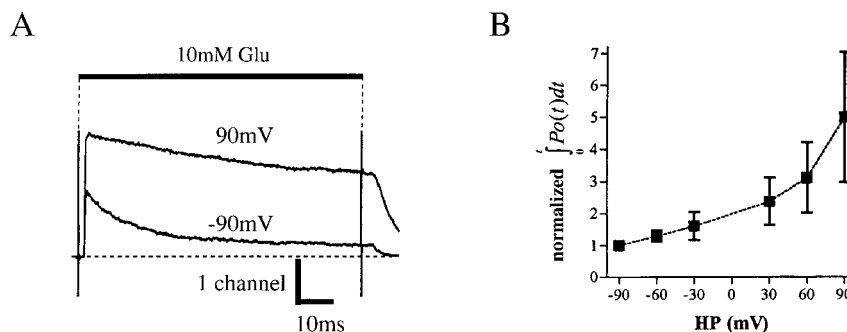 A
10mM Glu
90mV
-90mV
1 channel
10ms
B
normalized ∫₀ᵗ Po(t)dt
7
6
5
4
3
2
1
0
-90 -60 -30 0 30 60 90
HP (mV)